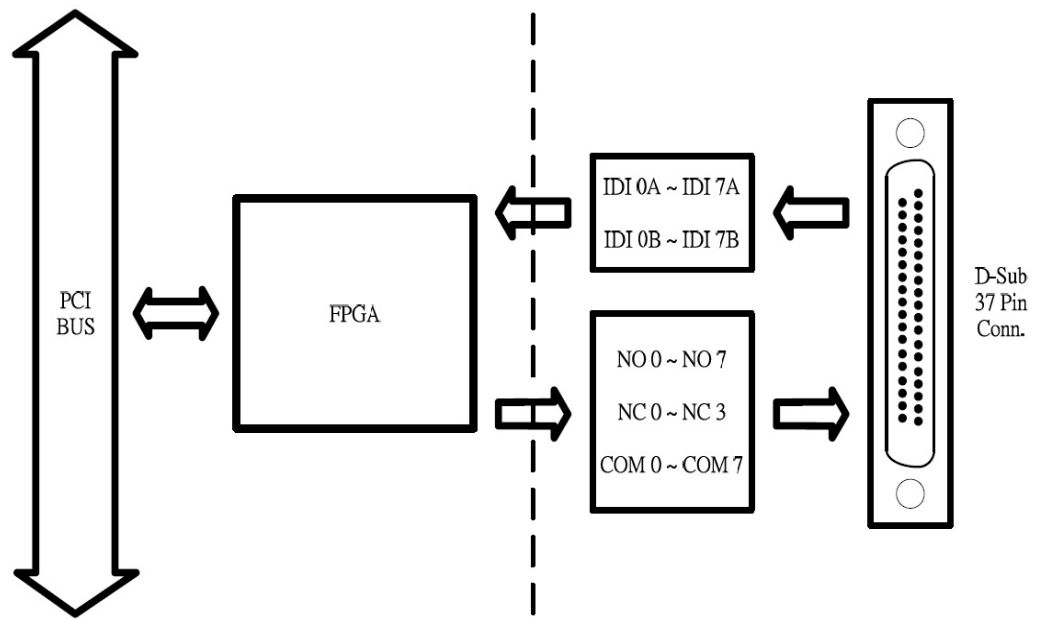 PCI
BUS
FPGA
IDI 0A ~ IDI 7A
IDI 0B ~ IDI 7B
NO 0 ~ NO 7
NC 0 ~ NC 3
COM 0 ~ COM 7
D-Sub
37 Pin
Conn.